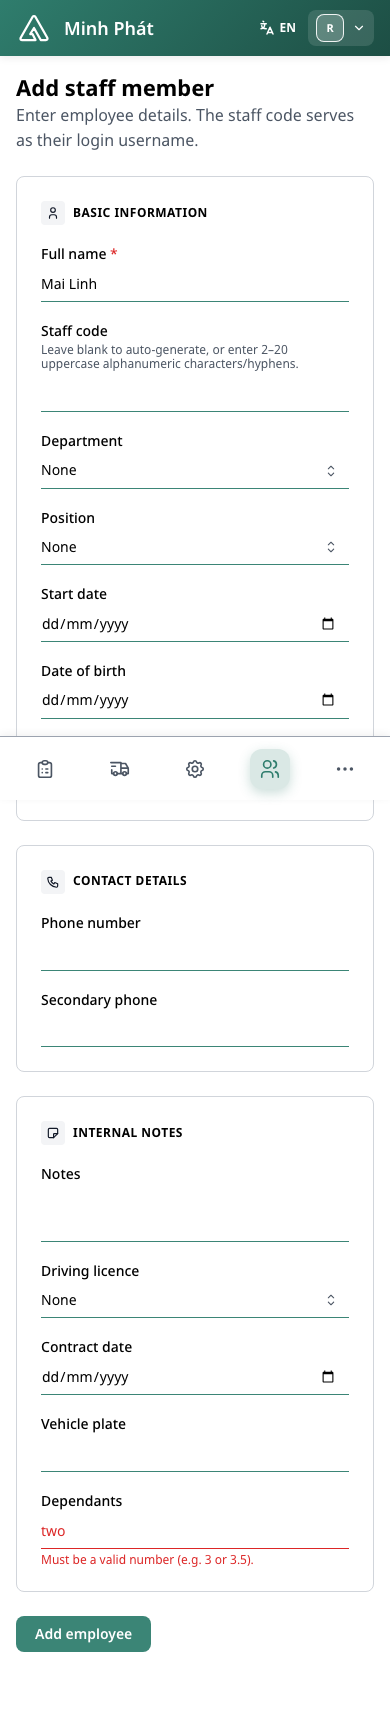 Minh Phát
EN
R
Add staff member
Enter employee details. The staff code serves
as their login username.
BASIC INFORMATION
Full name *
Mai Linh
Staff code
Leave blank to auto-generate, or enter 2–20
uppercase alphanumeric characters/hyphens.
Department
None
Position
None
Start date
dd/mm/yyyy
Date of birth
dd/mm/yyyy
CONTACT DETAILS
Phone number
Secondary phone
INTERNAL NOTES
Notes
Driving licence
None
Contract date
dd/mm/yyyy
Vehicle plate
Dependants
two
Must be a valid number (e.g. 3 or 3.5).
Add employee